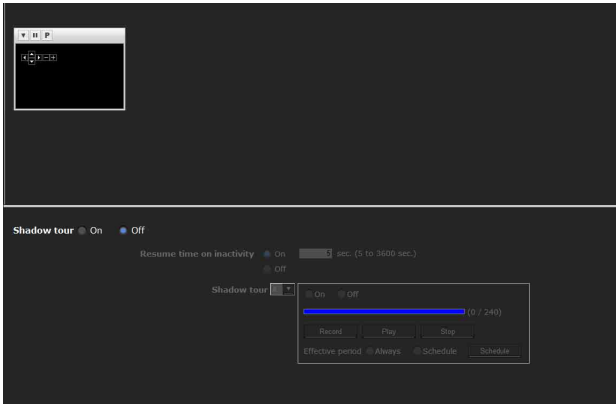 P
Shadow tour On Off
Resume time on inactivity On 5 sec. (5 to 3600 sec.)
Off
Shadow tour A On Off
(0 / 240)
Record Play Stop
Effective period Always Schedule Schedule